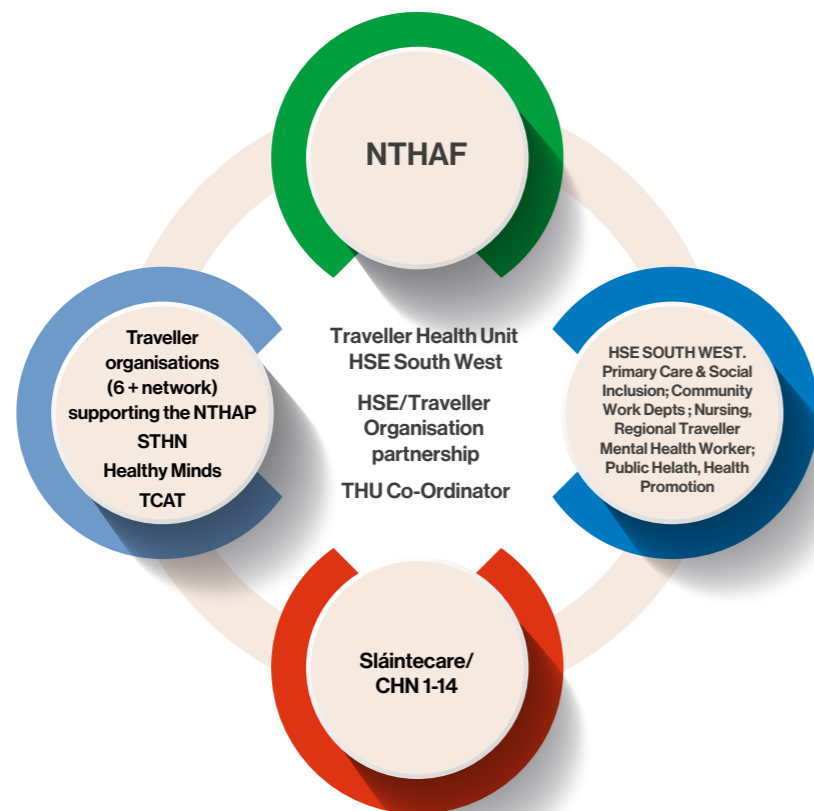 NTHAF
Traveller
organisations
(6 + network)
supporting the NTHAP
STHN
Healthy Minds
TCAT
Traveller Health Unit
HSE South West
HSE/Traveller
Organisation
partnership
THU Co-Ordinator
HSE SOUTH WEST.
Primary Care & Social
Inclusion; Community
Work Depts ; Nursing,
Regional Traveller
Mental Health Worker;
Public Helath, Health
Promotion
Sláintecare/
CHN 1-14